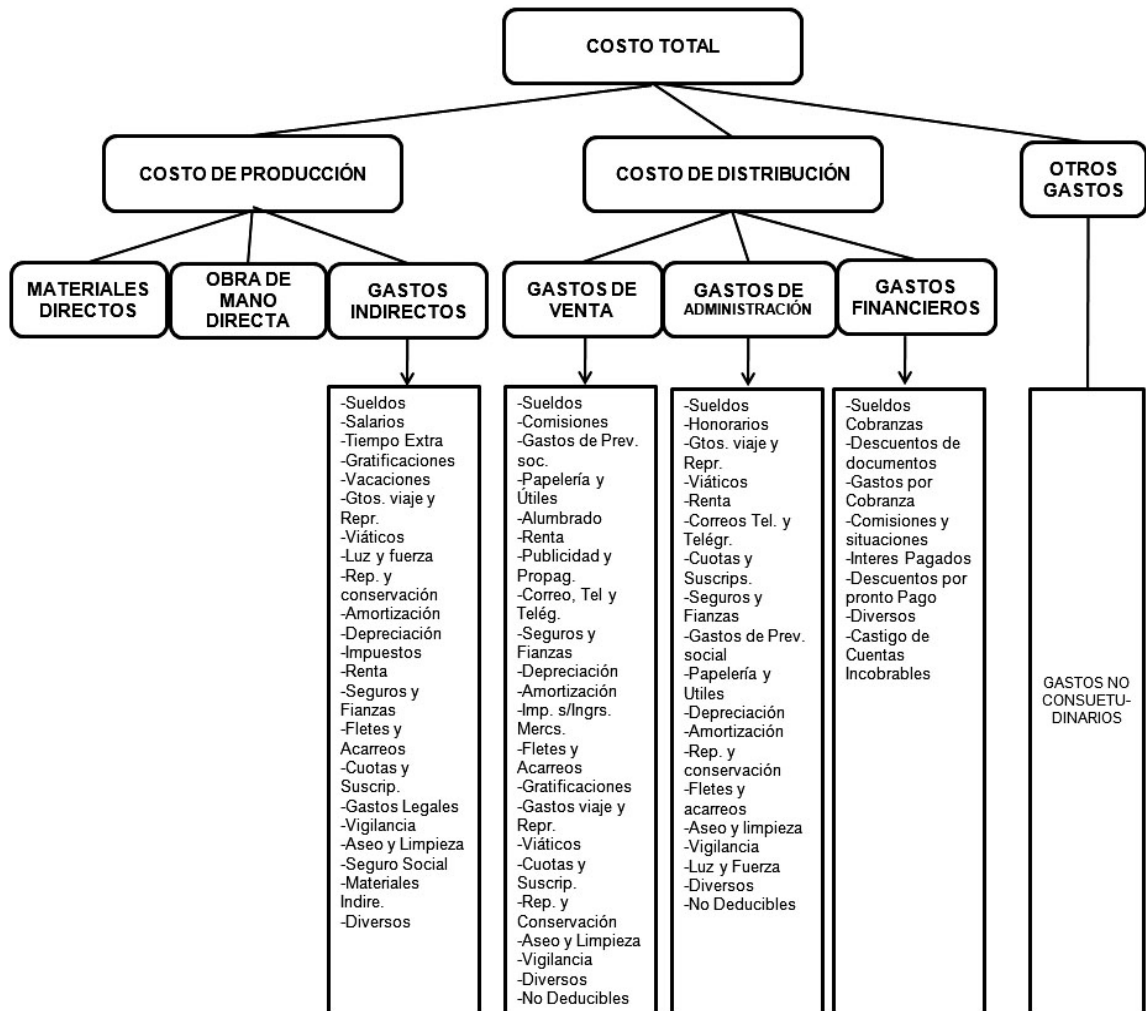 COSTO TOTAL
COSTO DE PRODUCCIÓN
COSTO DE DISTRIBUCIÓN
OTROS
GASTOS
MATERIALES
DIRECTOS
OBRA DE
MANO
DIRECTA
GASTOS
INDIRECTOS
GASTOS DE
VENTA
GASTOS DE
ADMINISTRACIÓN
GASTOS
FINANCIEROS
-Sueldos
-Salarios
-Tiempo Extra
-Gratificaciones
-Vacaciones
-Gtos. viaje y
Repr.
-Viáticos
-Luz y fuerza
-Rep. y
conservación
-Amortización
-Depreciación
-Impuestos
-Renta
-Seguros y
Fianzas
-Fletes y
Acarreos
-Cuotas y
Suscrip.
-Gastos Legales
-Vigilancia
-Aseo y Limpieza
-Seguro Social
-Materiales
Indire.
-Diversos
-Sueldos
-Comisiones
-Gastos de Prev.
soc.
-Papelería y
Útiles
-Alumbrado
-Renta
-Publicidad y
Propag.
-Correo, Tel y
Telég.
-Seguros y
Fianzas
-Depreciación
-Amortización
-Imp. s/Ingrs.
Mercs.
-Fletes y
Acarreos
-Gratificaciones
-Gastos viaje y
Repr.
-Viáticos
-Cuotas y
Suscrip.
-Rep. y
Conservación
-Aseo y Limpieza
-Vigilancia
-Diversos
-No Deducibles
-Sueldos
-Honorarios
-Gtos. viaje y
Repr.
-Viáticos
-Renta
-Correos Tel. y
Telégr.
-Cuotas y
Suscrips.
-Seguros y
Fianzas
-Gastos de Prev.
social
-Papelería y
Utiles
-Depreciación
-Amortización
-Rep. y
conservación
-Fletes y
acarreos
-Aseo y limpieza
-Vigilancia
-Luz y Fuerza
-Diversos
-No Deducibles
-Sueldos
Cobranzas
-Descuentos de
documentos
-Gastos por
Cobranza
-Comisiones y
situaciones
-Interes Pagados
-Descuentos por
pronto Pago
-Diversos
-Castigo de
Cuentas
Incobrables
GASTOS NO
CONSUETU-
DINARIOS